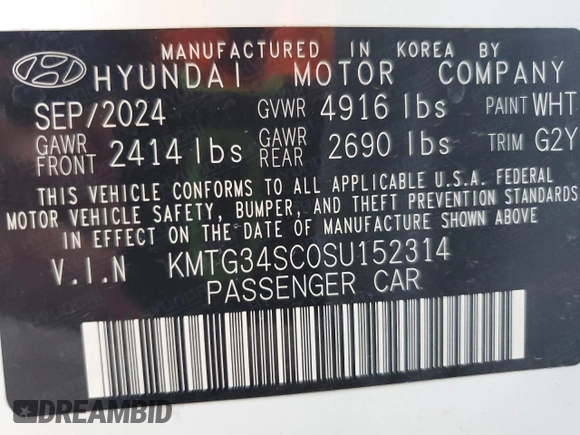 MANUFACTURED IN KOREA BY
HYUNDAI MOTOR COMPANY
SEP/2024 GVWR 4916 lbs PAINT WHT
GAWR FRONT 2414 lbs GAWR REAR 2690 lbs TRIM G2Y
THIS VEHICLE CONFORMS TO ALL APPLICABLE U.S.A. FEDERAL
MOTOR VEHICLE SAFETY, BUMPER, AND THEFT PREVENTION STANDARDS
IN EFFECT ON THE DATE OF MANUFACTURE SHOWN ABOVE.
V.I.N KMTG34SC0SU152314
PASSENGER CAR
DREAMBID